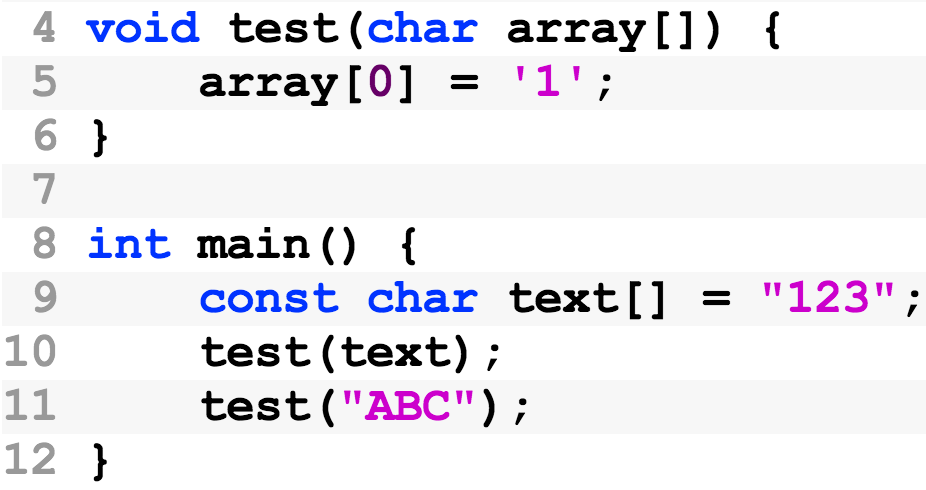 4 void test(char array[]) {
5     array[0] = '1';
6 }
7
8 int main() {
9     const char text[] = "123";
10     test(text);
11     test("ABC");
12 }